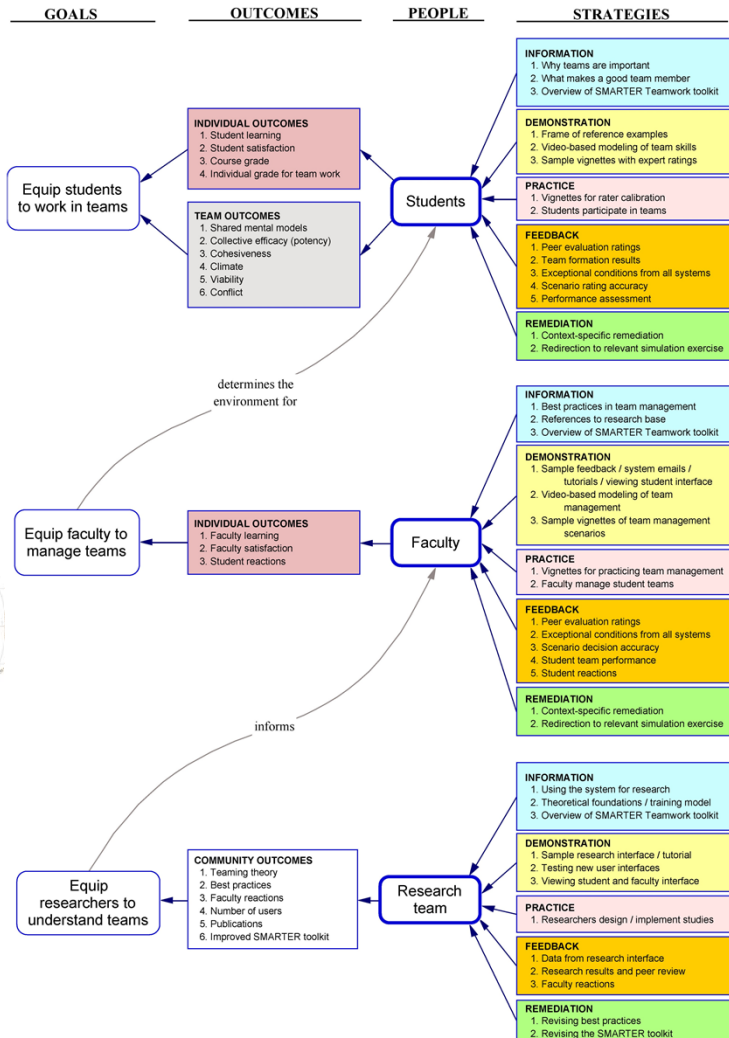 GOALS
OUTCOMES
PEOPLE
STRATEGIES
Equip students
to work in teams
INDIVIDUAL OUTCOMES
1. Student learning
2. Student satisfaction
3. Course grade
4. Individual grade for team work
TEAM OUTCOMES
1. Shared mental models
2. Collective efficacy (potency)
3. Cohesiveness
4. Climate
5. Viability
6. Conflict
Students
INFORMATION
1. Why teams are important
2. What makes a good team member
3. Overview of SMARTER Teamwork toolkit
DEMONSTRATION
1. Frame of reference examples
2. Video-based modeling of team skills
3. Sample vignettes with expert ratings
PRACTICE
1. Vignettes for rater calibration
2. Students participate in teams
FEEDBACK
1. Peer evaluation ratings
2. Team formation results
3. Exceptional conditions from all systems
4. Scenario rating accuracy
5. Performance assessment
REMEDIATION
1. Context-specific remediation
2. Redirection to relevant simulation exercise
determines the
environment for
Equip faculty to
manage teams
INDIVIDUAL OUTCOMES
1. Faculty learning
2. Faculty satisfaction
3. Student reactions
Faculty
INFORMATION
1. Best practices in team management
2. References to research base
3. Overview of SMARTER Teamwork toolkit
DEMONSTRATION
1. Sample feedback / system emails /
tutorials / viewing student interface
2. Video-based modeling of team
management
3. Sample vignettes of team management
scenarios
PRACTICE
1. Vignettes for practicing team management
2. Faculty manage student teams
FEEDBACK
1. Peer evaluation ratings
2. Exceptional conditions from all systems
3. Scenario decision accuracy
4. Student team performance
5. Student reactions
REMEDIATION
1. Context-specific remediation
2. Redirection to relevant simulation exercise
informs
Equip
researchers to
understand teams
COMMUNITY OUTCOMES
1. Teaming theory
2. Best practices
3. Faculty reactions
4. Number of users
5. Publications
6. Improved SMARTER toolkit
Research
team
INFORMATION
1. Using the system for research
2. Theoretical foundations / training model
3. Overview of SMARTER Teamwork toolkit
DEMONSTRATION
1. Sample research interface / tutorial
2. Testing new user interfaces
3. Viewing student and faculty interface
PRACTICE
1. Researchers design / implement studies
FEEDBACK
1. Data from research interface
2. Research results and peer review
3. Faculty reactions
REMEDIATION
1. Revising best practices
2. Revising the SMARTER toolkit